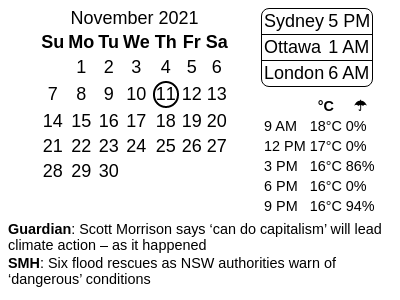 November 2021
Su Mo Tu We Th Fr Sa
1 2 3 4 5 6
7 8 9 10 11 12 13
14 15 16 17 18 19 20
21 22 23 24 25 26 27
28 29 30
Sydney 5 PM
Ottawa 1 AM
London 6 AM
°C ☂
9 AM 18°C 0%
12 PM 17°C 0%
3 PM 16°C 86%
6 PM 16°C 0%
9 PM 16°C 94%
Guardian: Scott Morrison says ‘can do capitalism’ will lead
climate action – as it happened
SMH: Six flood rescues as NSW authorities warn of
‘dangerous’ conditions